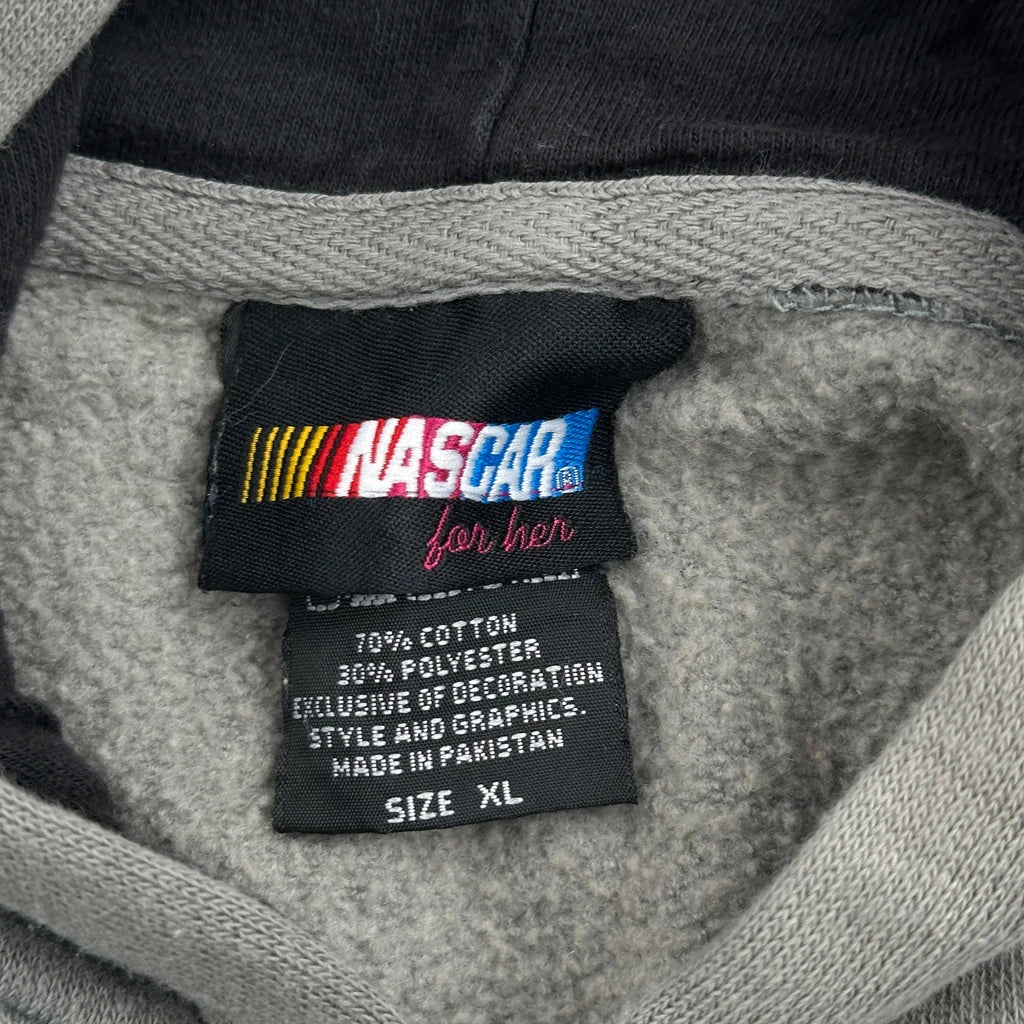 NASCAR®
for her
70% COTTON
30% POLYESTER
EXCLUSIVE OF DECORATION
STYLE AND GRAPHICS.
MADE IN PAKISTAN
SIZE XL